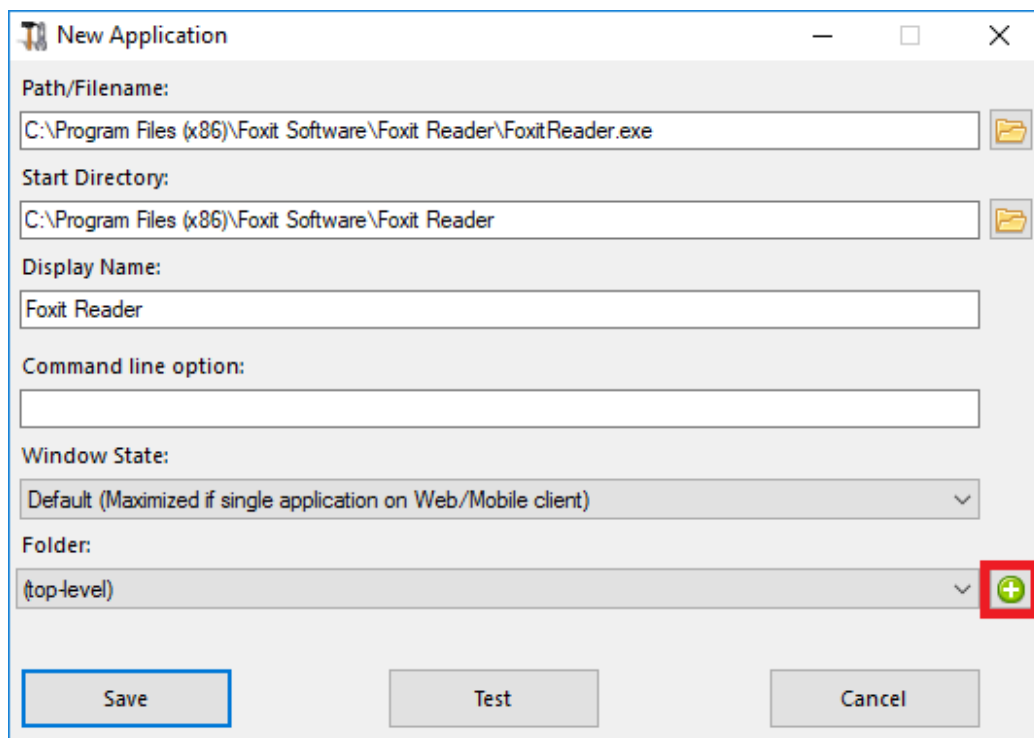 New Application
Path/Filename:
C:\Program Files (x86)\Foxit Software\Foxit Reader\FoxitReader.exe
Start Directory:
C:\Program Files (x86)\Foxit Software\Foxit Reader
Display Name:
Foxit Reader
Command line option:
Window State:
Default (Maximized if single application on Web/Mobile client)
Folder:
(top-level)
Save Test Cancel